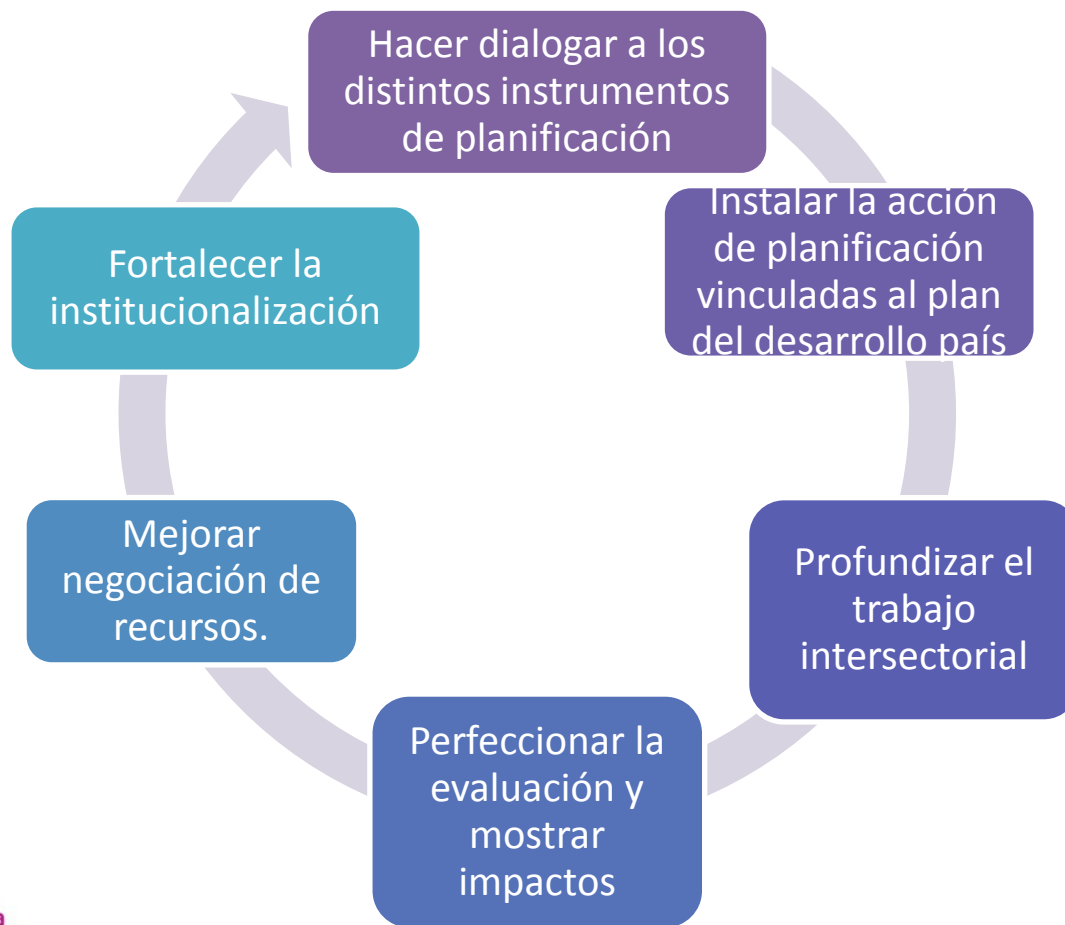 Hacer dialogar a los
distintos instrumentos
de planificación
Instalar la acción
de planificación
vinculadas al plan
del desarrollo país
Profundizar el
trabajo
intersectorial
Perfeccionar la
evaluación y
mostrar
impactos
Mejorar
negociación de
recursos.
Fortalecer la
institucionalización
a